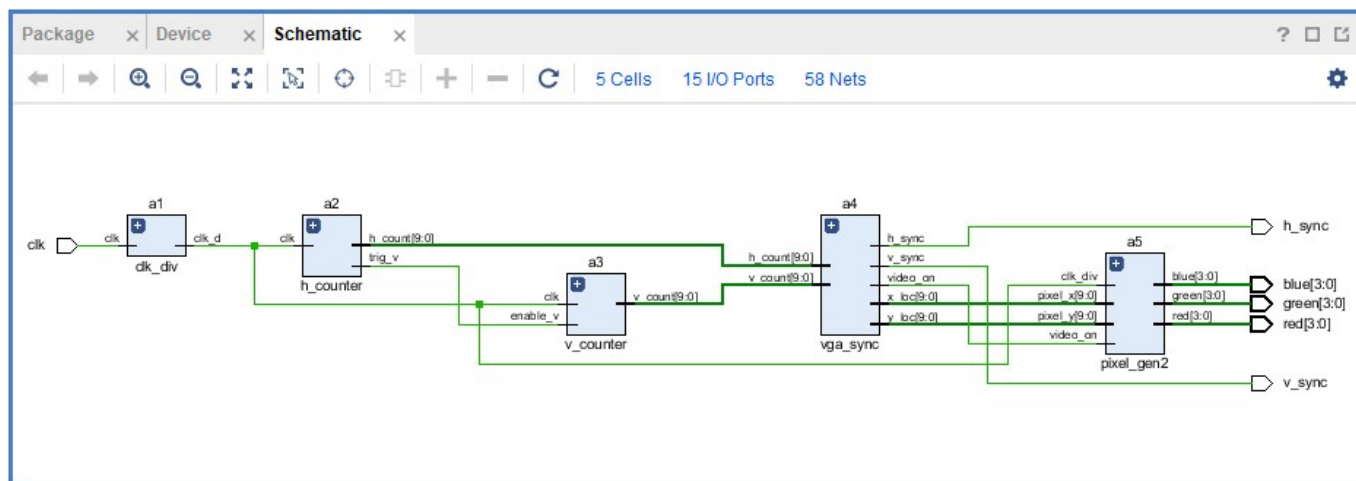 Package × Device × Schematic ×
5 Cells 15 I/O Ports 58 Nets
a1
clk clk clk_d
clk_div
a2
clk h_count[9:0]
trig_v
h_counter
a3
clk v_count[9:0]
enable_v
v_counter
a4
h_count[9:0] h_sync
v_count[9:0] v_sync
video_on
x_loc[9:0]
y_loc[9:0]
vga_sync
a5
clk_div blue[3:0]
pixel_x[9:0] green[3:0]
pixel_y[9:0] red[3:0]
video_on
pixel_gen2
h_sync
blue[3:0]
green[3:0]
red[3:0]
v_sync